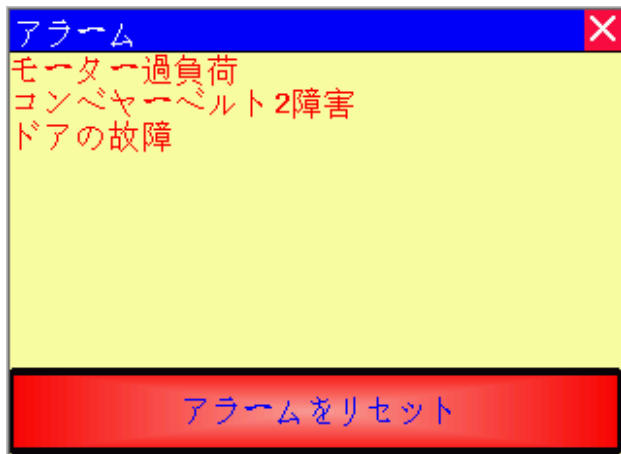 アラーム
モーター過負荷
コンベヤーベルト2障害
ドアの故障
アラームをリセット